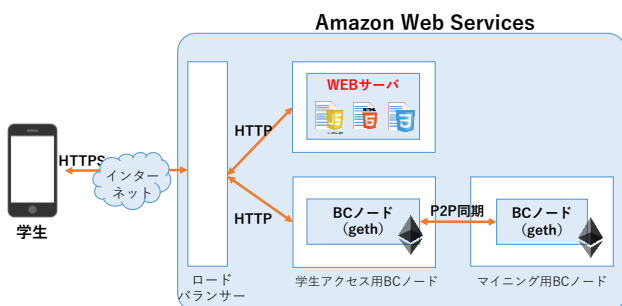 Amazon Web Services
WEBサーバ
JS
5
3
HTTP
HTTPS
インター
ネット
学生
HTTP
BCノード
(geth)
P2P同期
BCノード
(geth)
ロード
バランサー
学生アクセス用BCノード
マイニング用BCノード